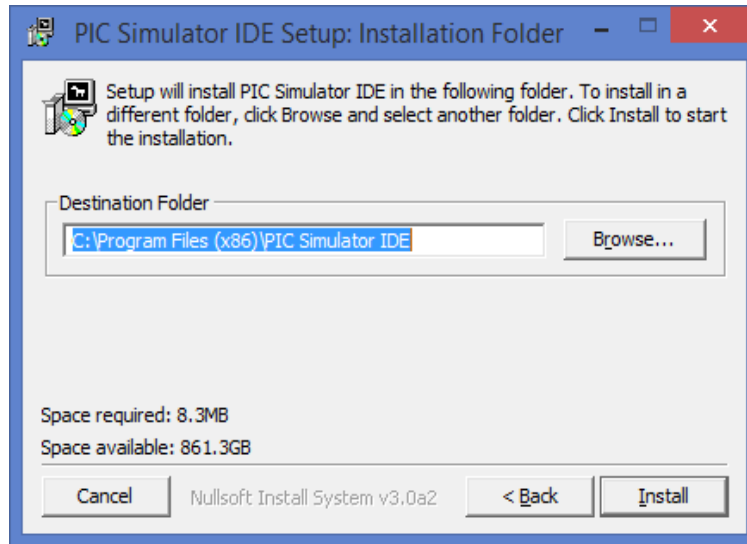 PIC Simulator IDE Setup: Installation Folder
Setup will install PIC Simulator IDE in the following folder. To install in a
different folder, click Browse and select another folder. Click Install to start
the installation.
Destination Folder
C:\Program Files (x86)\PIC Simulator IDE
Browse...
Space required: 8.3MB
Space available: 861.3GB
Cancel
Nullsoft Install System v3.0a2
< Back
Install